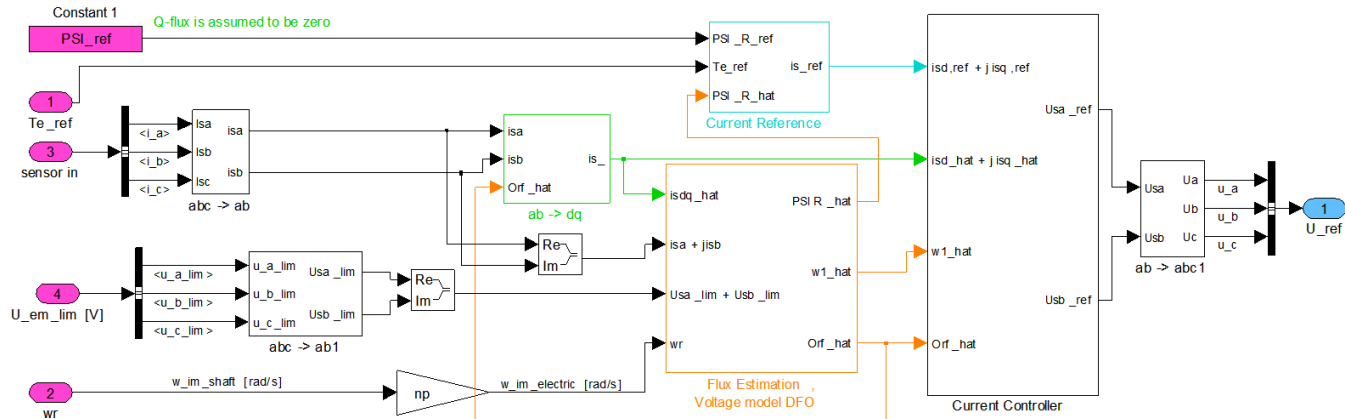 Constant 1
Q-flux is assumed to be zero
PSI_ref
PSI _R_ref
1
Te_ref
Te_ref
is_ref
PSI _R_hat
Current Reference
3
sensor in
<i_a>
<i_b>
<i_c>
Isa
Isb
Isc
isa
isb
abc -> ab
isa
isb
Orf _hat
is_
ab -> dq
Re
Im
4
U_em_lim [V]
<u_a_lim >
<u_b_lim >
<u_c_lim >
u_a_lim
u_b_lim
u_c_lim
Usa _lim
Usb _lim
abc -> ab1
Re
Im
2
wr
w_im_shaft [rad/s]
np
w_im_electric [rad/s]
isdq _hat
isa + jisb
Usa _lim + Usb _lim
wr
PSI R _hat
w1_hat
Orf _hat
Flux Estimation ,
Voltage model DFO
isd,ref + j isq ,ref
isd_hat + j isq _hat
w1_hat
Orf _hat
Usa _ref
Usb _ref
Current Controller
Usa
Usb
Ua
Ub
Uc
ab -> abc1
u_a
u_b
u_c
1
U_ref